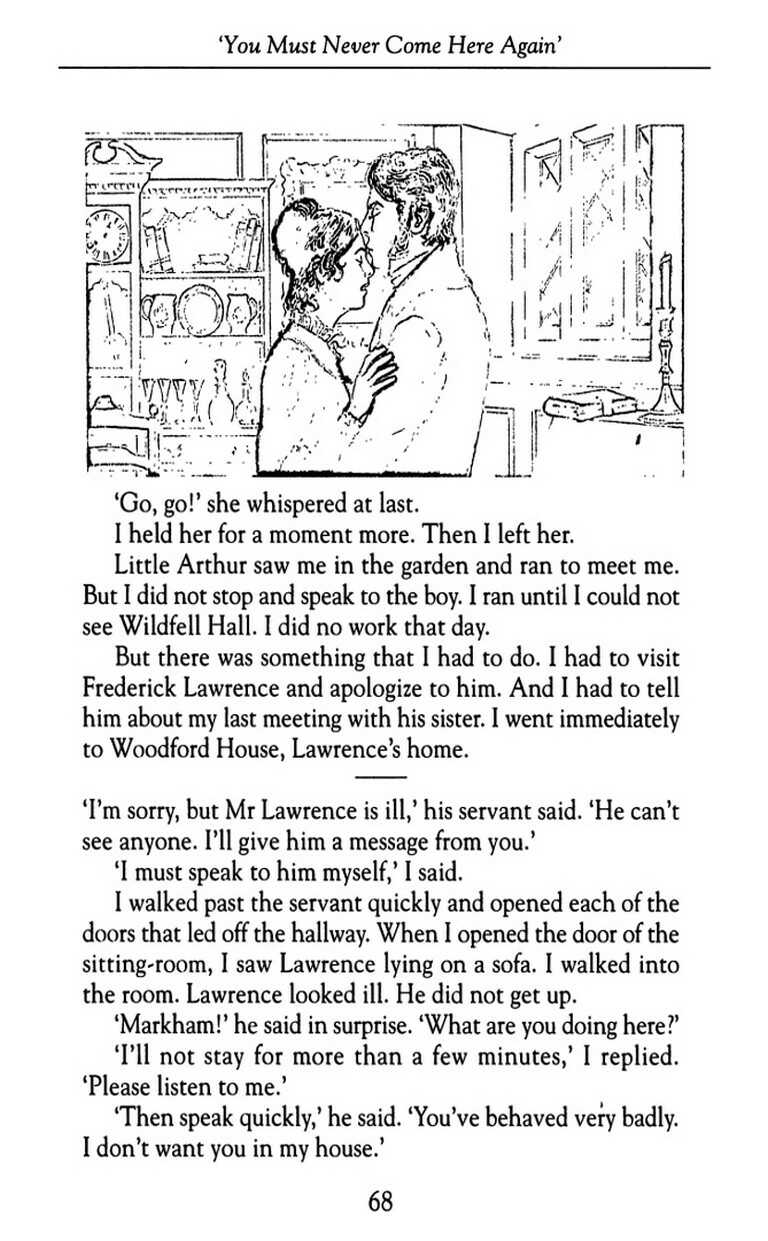 ‘You Must Never Come Here Again’
‘Go, go!’ she whispered at last.
I held her for a moment more. Then I left her.
Little Arthur saw me in the garden and ran to meet me.
But I did not stop and speak to the boy. I ran until I could not
see Wildfell Hall. I did no work that day.
But there was something that I had to do. I had to visit
Frederick Lawrence and apologize to him. And I had to tell
him about my last meeting with his sister. I went immediately
to Woodford House, Lawrence’s home.
‘I’m sorry, but Mr Lawrence is ill,’ his servant said. ‘He can’t
see anyone. I’ll give him a message from you.’
‘I must speak to him myself,’ I said.
I walked past the servant quickly and opened each of the
doors that led off the hallway. When I opened the door of the
sitting-room, I saw Lawrence lying on a sofa. I walked into
the room. Lawrence looked ill. He did not get up.
‘Markham!’ he said in surprise. ‘What are you doing here?’
‘I’ll not stay for more than a few minutes,’ I replied.
‘Please listen to me.’
‘Then speak quickly,’ he said. ‘You’ve behaved very badly.
I don’t want you in my house.’
68